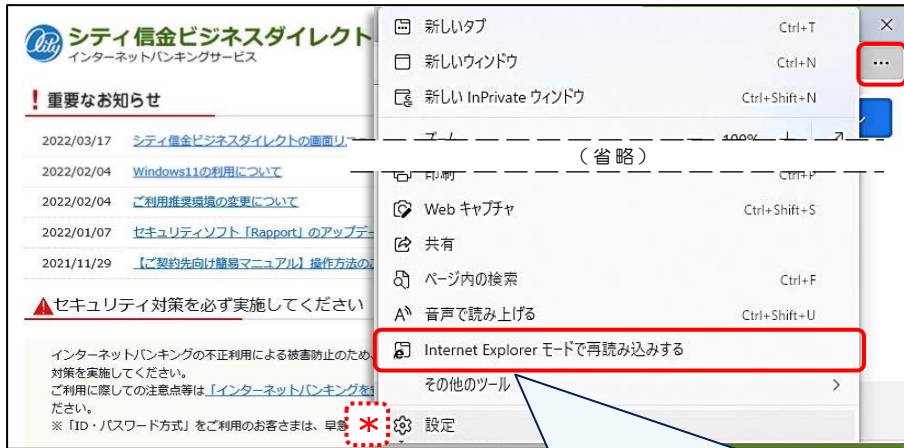 シティ信金ビジネスダイレクト
インターネットバンキングサービス
重要なお知らせ
2022/03/17 シティ信金ビジネスダイレクトの画面リ
2022/02/04 Windows11の利用について
2022/02/04 ご利用推奨環境の変更について
2022/01/07 セキュリティソフト「Rapport」のアップデー
2021/11/29 【ご契約先向け簡易マニュアル】操作方法の
セキュリティ対策を必ず実施してください
インターネットバンキングの不正利用による被害防止のため、
対策を実施してください。
ご利用に際しての注意点等は「インターネットバンキングを
ださい。
※「ID・パスワード方式」をご利用のお客さまは、早急
*
新しいタブ Ctrl+T
新しいウィンドウ Ctrl+N
新しい InPrivate ウィンドウ Ctrl+Shift+N
ズーム 100% +
（省略）
印刷 Ctrl+P
Web キャプチャ Ctrl+Shift+S
共有
ページ内の検索 Ctrl+F
音声で読み上げる Ctrl+Shift+U
Internet Explorer モードで再読み込みする
その他のツール
設定